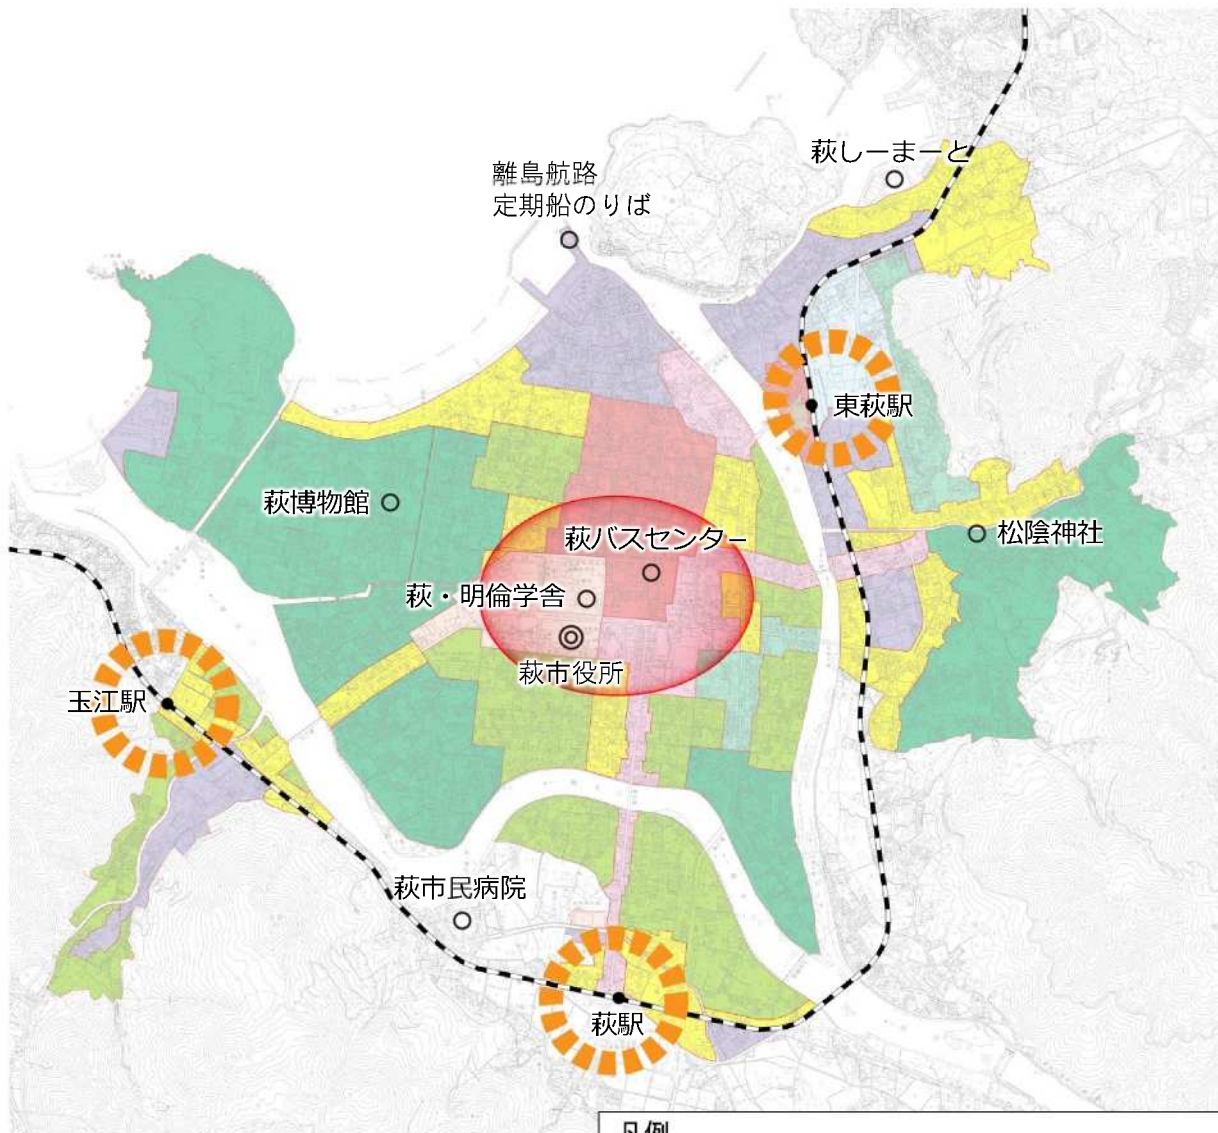 萩しーまーと
離島航路
定期船のりば
東萩駅
萩博物館
萩バスセンター
松陰神社
萩・明倫学舎
萩市役所
玉江駅
萩市民病院
萩駅
凡例